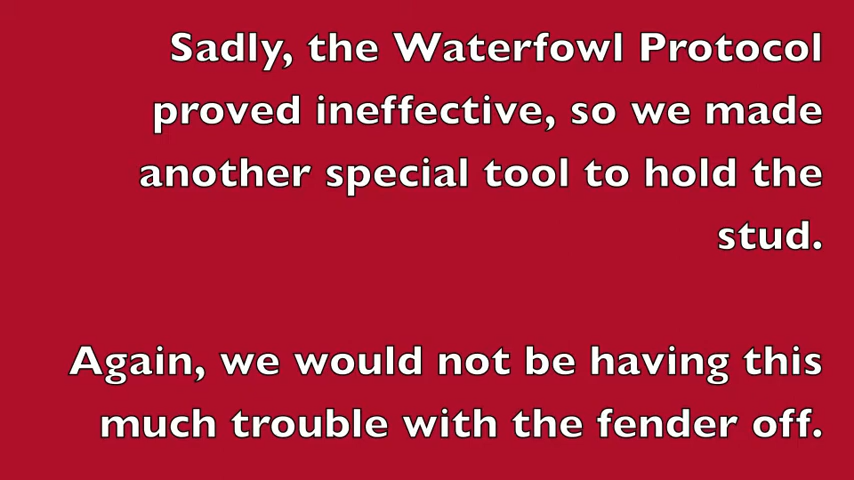 Sadly, the Waterfowl Protocol
proved ineffective, so we made
another special tool to hold the
stud.
Again, we would not be having this
much trouble with the fender off.